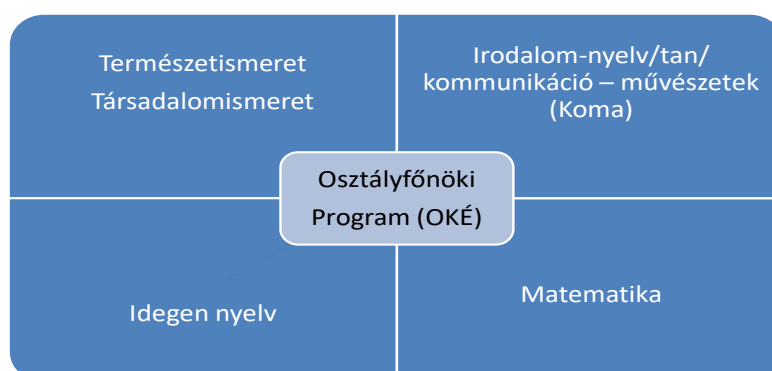 Természetismeret
Társadalomismeret
Irodalom-nyelv/tan/
kommunikáció – művészetek
(Koma)
Osztályfőnöki
Program (OKÉ)
Idegen nyelv
Matematika